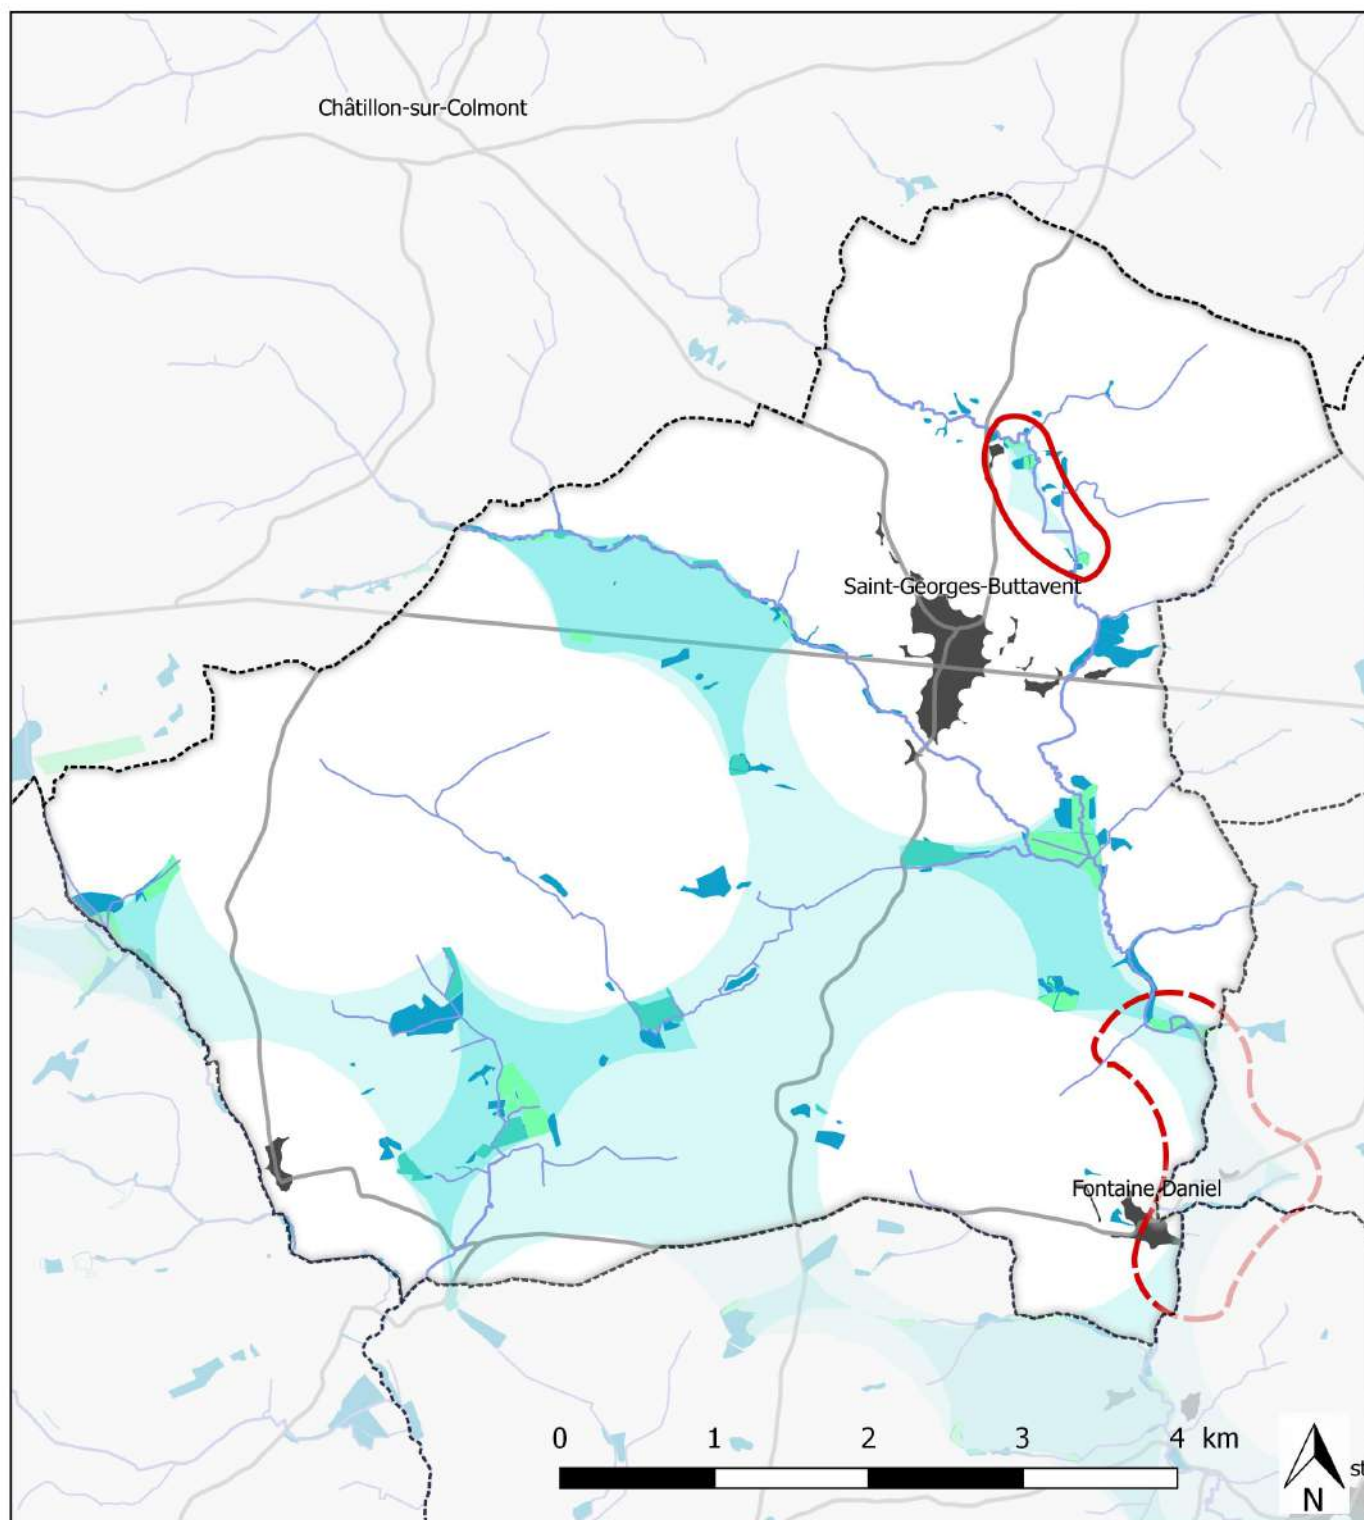 Châtillon-sur-Colmont
Saint-Georges-Buttavent
Fontaine-Daniel
0 1 2 3 4 km
N